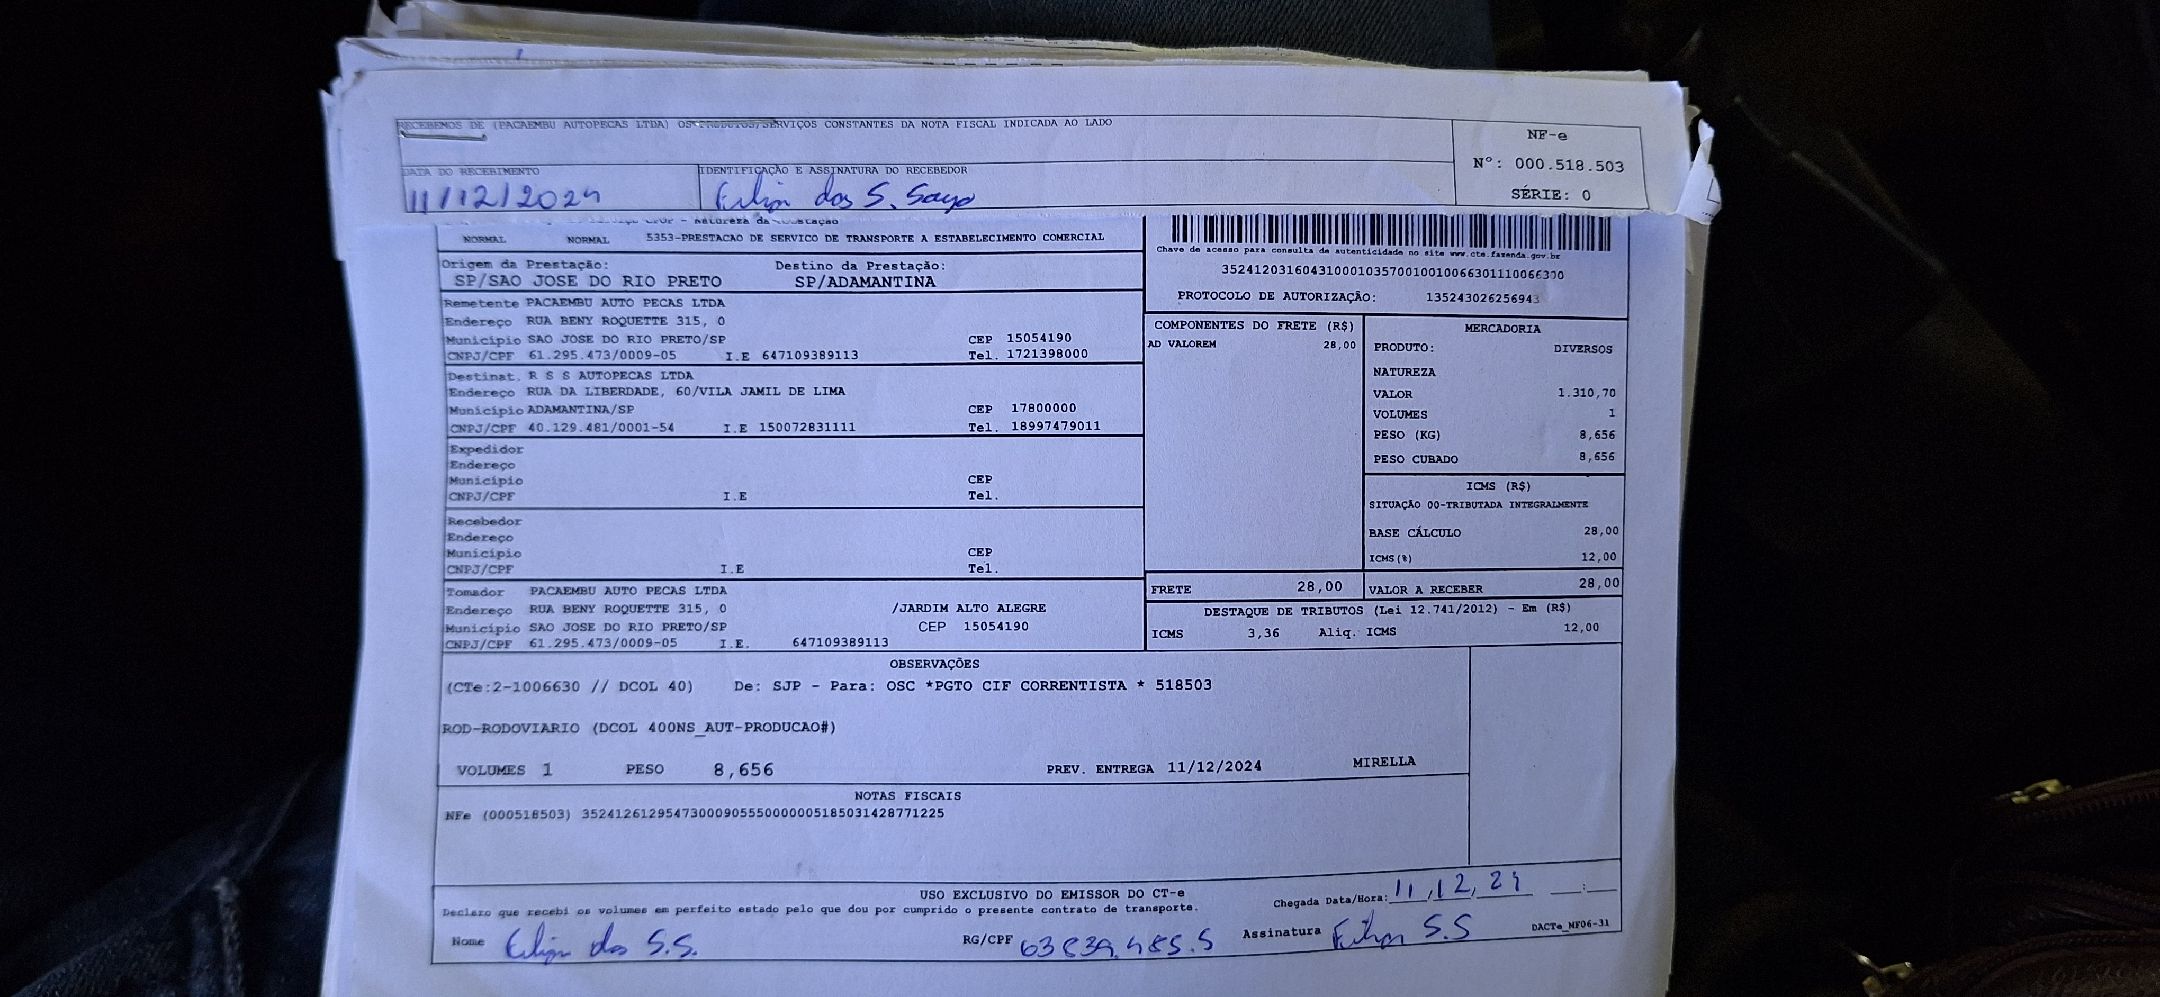 RECEBEMOS DE (PACAEMBU AUTOPECAS LTDA) OS PRODUTOS/SERVIÇOS CONSTANTES DA NOTA FISCAL INDICADA AO LADO
NF-e
Nº: 000.518.503
SÉRIE: 0
DATA DO RECEBIMENTO
11/12/2024
IDENTIFICAÇÃO E ASSINATURA DO RECEBEDOR
dos S.
Natureza da
NORMAL NORMAL 5353-PRESTACAO DE SERVICO DE TRANSPORTE A ESTABELECIMENTO COMERCIAL
Chave de acesso para consulta de autenticidade no site www.cte.fazenda.gov.br
35241203160431000103570010010066301110066300
PROTOCOLO DE AUTORIZAÇÃO: 135243026256943
Origem da Prestação: Destino da Prestação:
SP/SAO JOSE DO RIO PRETO SP/ADAMANTINA
Remetente PACAEMBU AUTO PECAS LTDA
Endereço RUA BENY ROQUETTE 315, 0
Município SAO JOSE DO RIO PRETO/SP CEP 15054190
CNPJ/CPF 61.295.473/0009-05 I.E 647109389113 Tel. 1721398000
Destinat. R S S AUTOPECAS LTDA
Endereço RUA DA LIBERDADE, 60/VILA JAMIL DE LIMA
Município ADAMANTINA/SP CEP 17800000
CNPJ/CPF 40.129.481/0001-54 I.E 150072831111 Tel. 18997479011
Expedidor
Endereço
Município CEP
CNPJ/CPF I.E Tel.
Recebedor
Endereço
Município CEP
CNPJ/CPF I.E Tel.
Tomador PACAEMBU AUTO PECAS LTDA
Endereço RUA BENY ROQUETTE 315, 0 /JARDIM ALTO ALEGRE
Município SAO JOSE DO RIO PRETO/SP CEP 15054190
CNPJ/CPF 61.295.473/0009-05 I.E. 647109389113
COMPONENTES DO FRETE (R$)
AD VALOREM 28,00
MERCADORIA
PRODUTO: DIVERSOS
NATUREZA
VALOR 1.310,70
VOLUMES 1
PESO (KG) 8,656
PESO CUBADO 8,656
ICMS (R$)
SITUAÇÃO 00-TRIBUTADA INTEGRALMENTE
BASE CÁLCULO 28,00
ICMS(%) 12,00
FRETE 28,00 VALOR A RECEBER 28,00
DESTAQUE DE TRIBUTOS (Lei 12.741/2012) - Em (R$)
ICMS 3,36 Aliq. ICMS 12,00
OBSERVAÇÕES
(CTe:2-1006630 // DCOL 40) De: SJP - Para: OSC *PGTO CIF CORRENTISTA * 518503
ROD-RODOVIARIO (DCOL 400NS_AUT-PRODUCAO#)
VOLUMES 1 PESO 8,656 PREV. ENTREGA 11/12/2024 MIRELLA
NOTAS FISCAIS
NFe (000518503) 35241261295473000905550000005185031428771225
USO EXCLUSIVO DO EMISSOR DO CT-e
Declaro que recebi os volumes em perfeito estado pelo que dou por cumprido o presente contrato de transporte.
Chegada Data/Hora: 11,12,24 __:__
Nome dos S.S. RG/CPF Assinatura S.S
DACTe_NF06-31